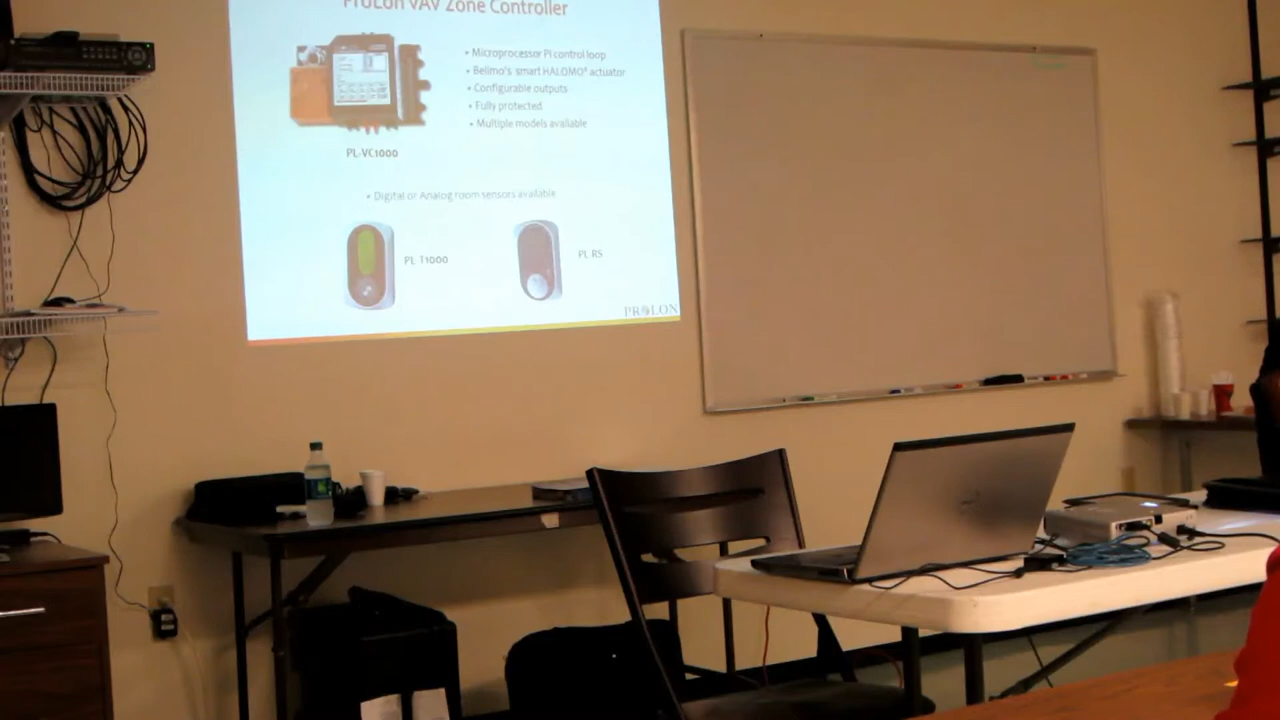 ProLon VAV Zone Controller
• Microprocessor PI control loop
• Belimo's smart HALOMO® actuator
• Configurable outputs
• Fully protected
• Multiple models available
PL-VC1000
• Digital or Analog room sensors available
PL-T1000
PL-RS
PROLON